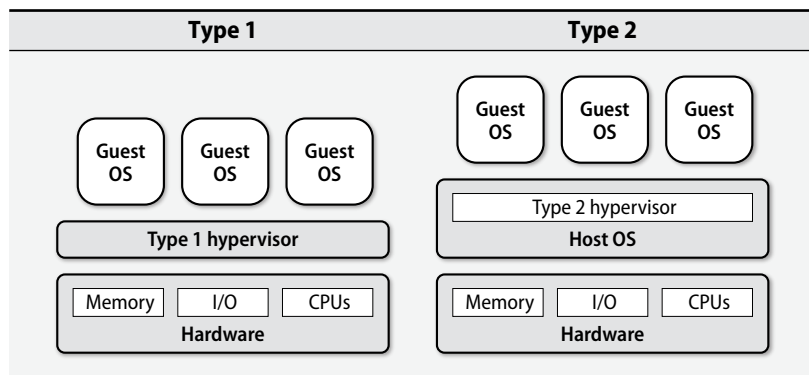 Type 1
Type 2
Guest
OS
Guest
OS
Guest
OS
Type 1 hypervisor
Memory
I/O
CPUs
Hardware
Guest
OS
Guest
OS
Guest
OS
Type 2 hypervisor
Host OS
Memory
I/O
CPUs
Hardware